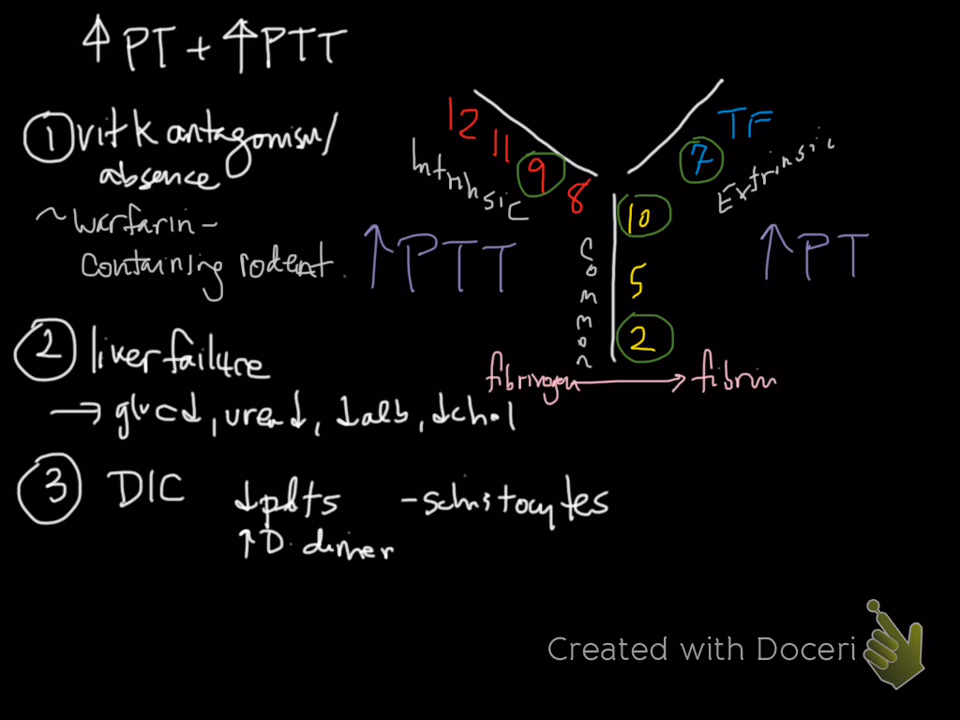 ↑PT + ↑PTT
① vit K antagonism/
absence
~ Warfarin -
containing rodent.
② liver failure
→ gluc↓, urea↓, ↓alb, ↓chol
③ DIC ↓plts - schistocytes
↑D. dimer
12
11
9
8
Intrinsic
↑PTT
TF
7
Extrinsic
↑PT
10
5
2
Common
fibrinogen → fibrin
Created with Doceri